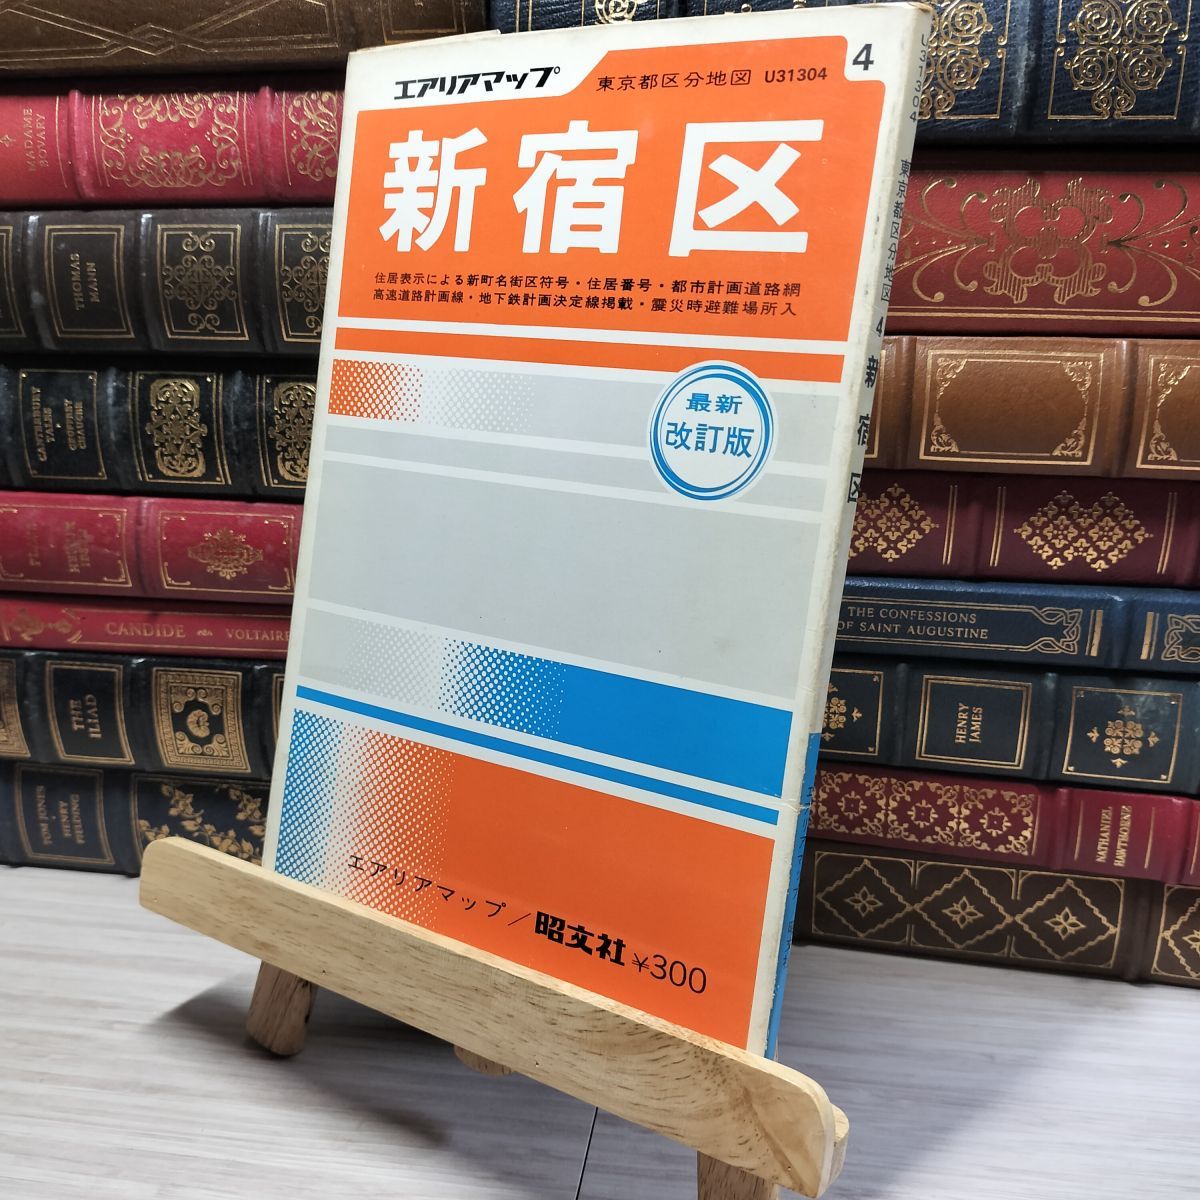 エアリアマップ
東京都区分地図 U31304
4
新宿区
住居表示による新町名街区符号・住居番号・都市計画道路網
高速道路計画線・地下鉄計画決定線掲載・震災時避難場所入
最新
改訂版
エアリアマップ/昭文社 ¥300
U31304
東京都区分地図 4 新宿区
MADAME
BOVARY
THOMAS
MANN
CANTERBURY
TALES
GEOFFREY
CHAUCER
CANDIDE VOLTAIRE
THE
ILIAD
TOM JONES
HENRY
FIELDING
THE CONFESSIONS
OF SAINT AUGUSTINE
HENRY
JAMES
NATHANIEL
HAWTHORNE